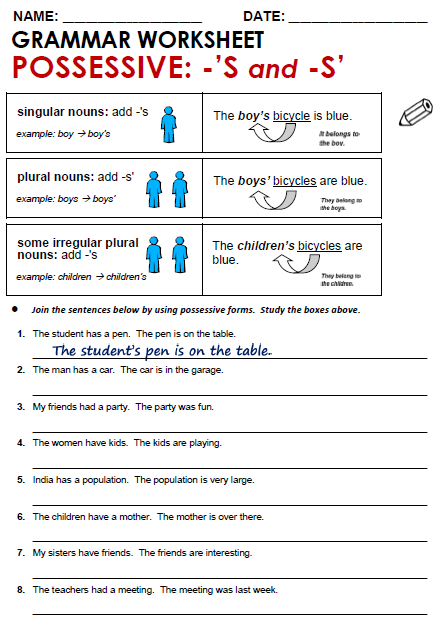 NAME: ____________________ DATE: ____________________
GRAMMAR WORKSHEET
POSSESSIVE: -'S and -S'
singular nouns: add -'s
example: boy → boy's
The boy's bicycle is blue.
It belongs to
the boy.
plural nouns: add -s'
example: boys → boys'
The boys' bicycles are blue.
They belong to
the boys.
some irregular plural
nouns: add -'s
example: children → children's
The children's bicycles are
blue.
They belong to
the children.
● Join the sentences below by using possessive forms. Study the boxes above.
1. The student has a pen. The pen is on the table.
The student's pen is on the table.
2. The man has a car. The car is in the garage.
3. My friends had a party. The party was fun.
4. The women have kids. The kids are playing.
5. India has a population. The population is very large.
6. The children have a mother. The mother is over there.
7. My sisters have friends. The friends are interesting.
8. The teachers had a meeting. The meeting was last week.